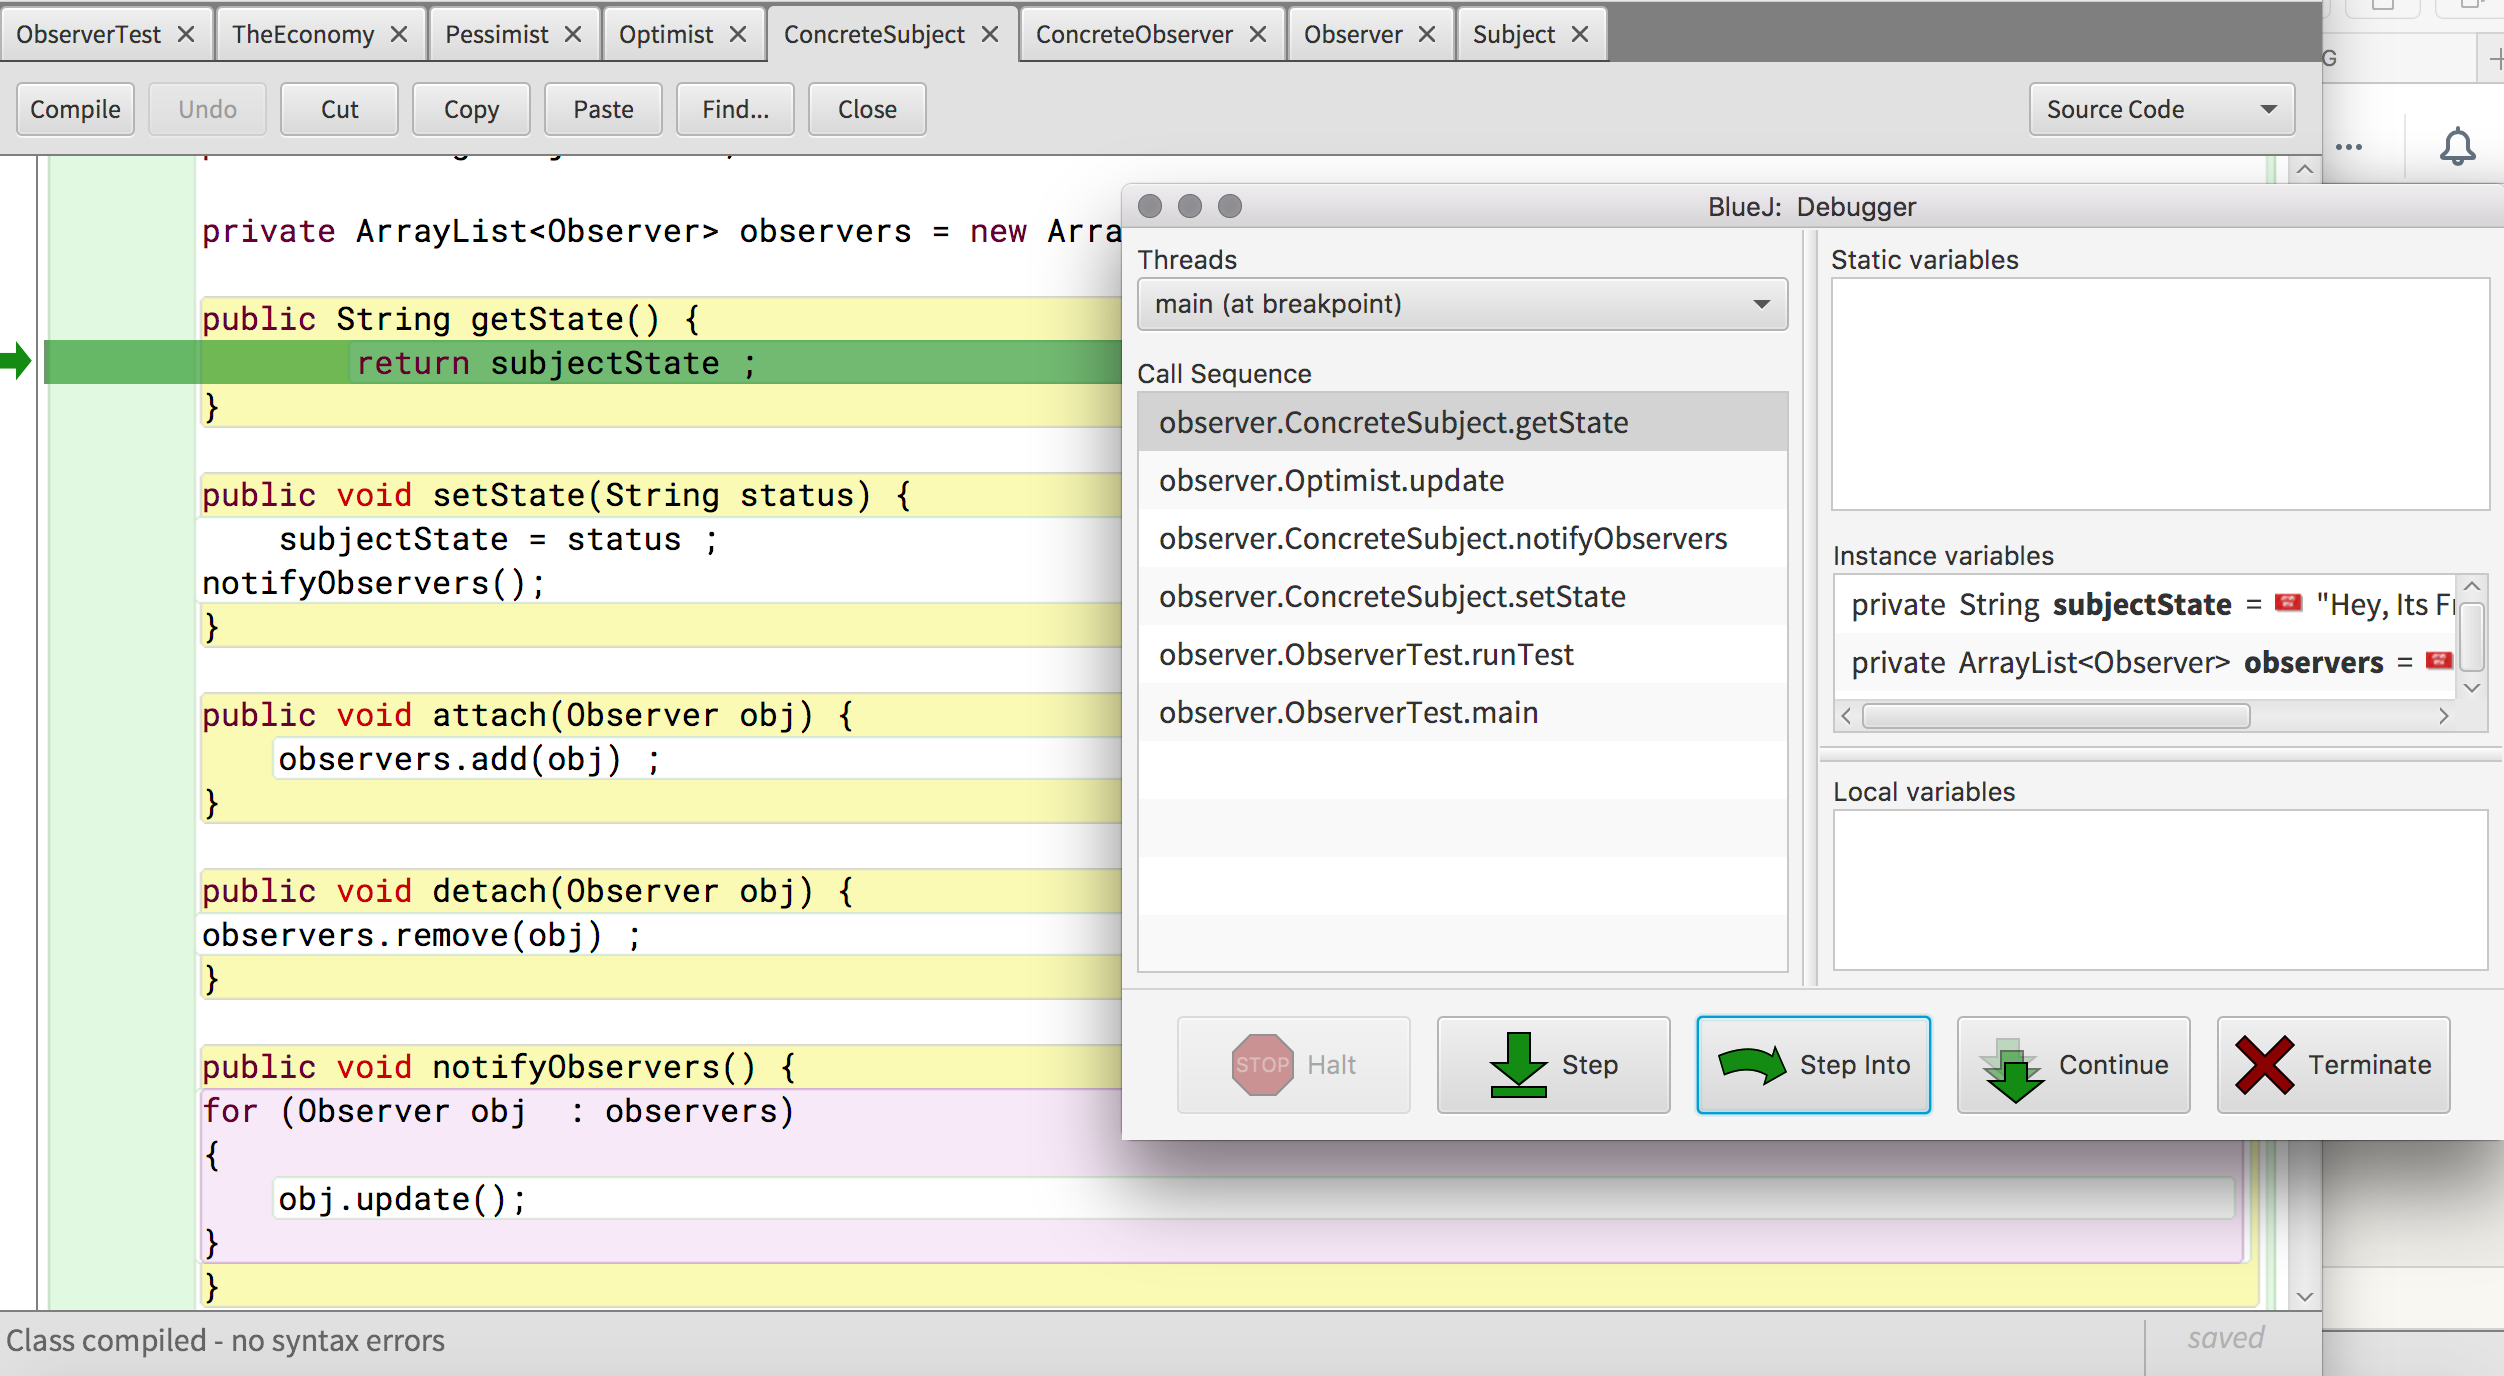 ObserverTest TheEconomy Pessimist Optimist ConcreteSubject ConcreteObserver Observer Subject
G
Compile Undo Cut Copy Paste Find... Close Source Code
private ArrayList<Observer> observers = new Arra
public String getState() {
return subjectState ;
}
public void setState(String status) {
subjectState = status ;
notifyObservers();
}
public void attach(Observer obj) {
observers.add(obj) ;
}
public void detach(Observer obj) {
observers.remove(obj) ;
}
public void notifyObservers() {
for (Observer obj  : observers)
{
obj.update();
}
}
BlueJ: Debugger
Threads
main (at breakpoint)
Call Sequence
observer.ConcreteSubject.getState
observer.Optimist.update
observer.ConcreteSubject.notifyObservers
observer.ConcreteSubject.setState
observer.ObserverTest.runTest
observer.ObserverTest.main
Static variables
Instance variables
private String subjectState = "Hey, Its Fr
private ArrayList<Observer> observers =
Local variables
STOP Halt Step Step Into Continue Terminate
Class compiled - no syntax errors
saved